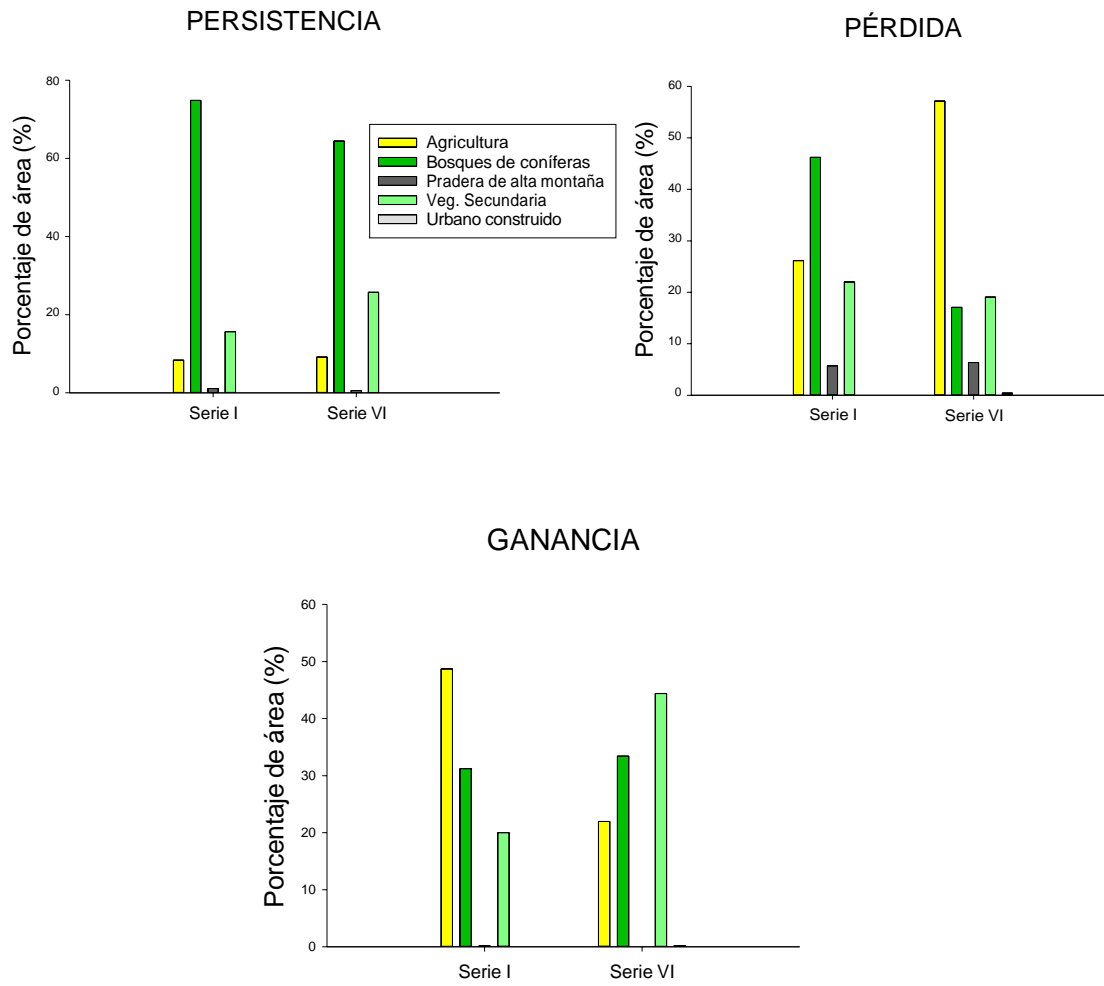 PERSISTENCIA
Porcentaje de área (%)
80
60
40
20
0
Serie I
Serie VI
Agricultura
Bosques de coníferas
Pradera de alta montaña
Veg. Secundaria
Urbano construido
PÉRDIDA
Porcentaje de área (%)
60
50
40
30
20
10
0
Serie I
Serie VI
GANANCIA
Porcentaje de área (%)
60
50
40
30
20
10
0
Serie I
Serie VI